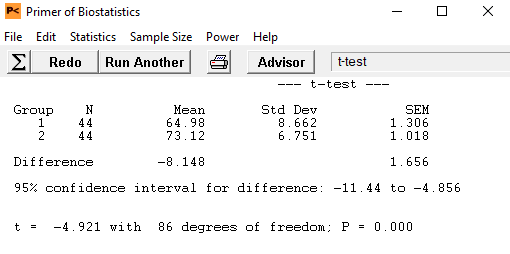 P< Primer of Biostatistics
File Edit Statistics Sample Size Power Help
Σ Redo Run Another Advisor t-test
--- t-test ---
Group N Mean Std Dev SEM
1 44 64.98 8.662 1.306
2 44 73.12 6.751 1.018
Difference -8.148 1.656
95% confidence interval for difference: -11.44 to -4.856
t = -4.921 with 86 degrees of freedom; P = 0.000